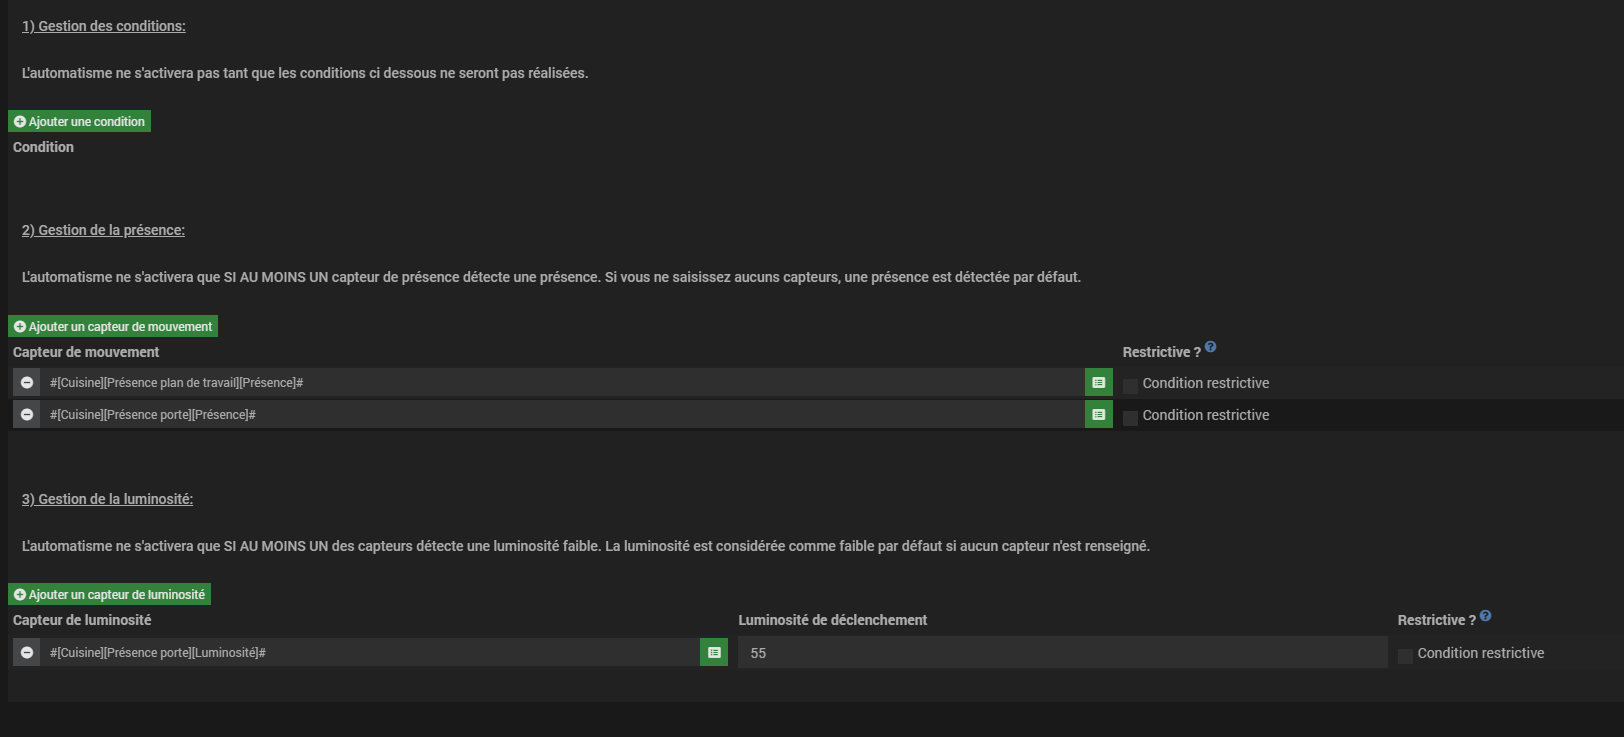 1) Gestion des conditions:
L'automatisme ne s'activera pas tant que les conditions ci dessous ne seront pas réalisées.
Ajouter une condition
Condition
2) Gestion de la présence:
L'automatisme ne s'activera que SI AU MOINS UN capteur de présence détecte une présence. Si vous ne saisissez aucuns capteurs, une présence est détectée par défaut.
Ajouter un capteur de mouvement
Capteur de mouvement Restrictive ? ?
#[Cuisine][Présence plan de travail][Présence]# Condition restrictive
#[Cuisine][Présence porte][Présence]# Condition restrictive
3) Gestion de la luminosité:
L'automatisme ne s'activera que SI AU MOINS UN des capteurs détecte une luminosité faible. La luminosité est considérée comme faible par défaut si aucun capteur n'est renseigné.
Ajouter un capteur de luminosité
Capteur de luminosité Luminosité de déclenchement Restrictive ? ?
#[Cuisine][Présence porte][Luminosité]# 55 Condition restrictive